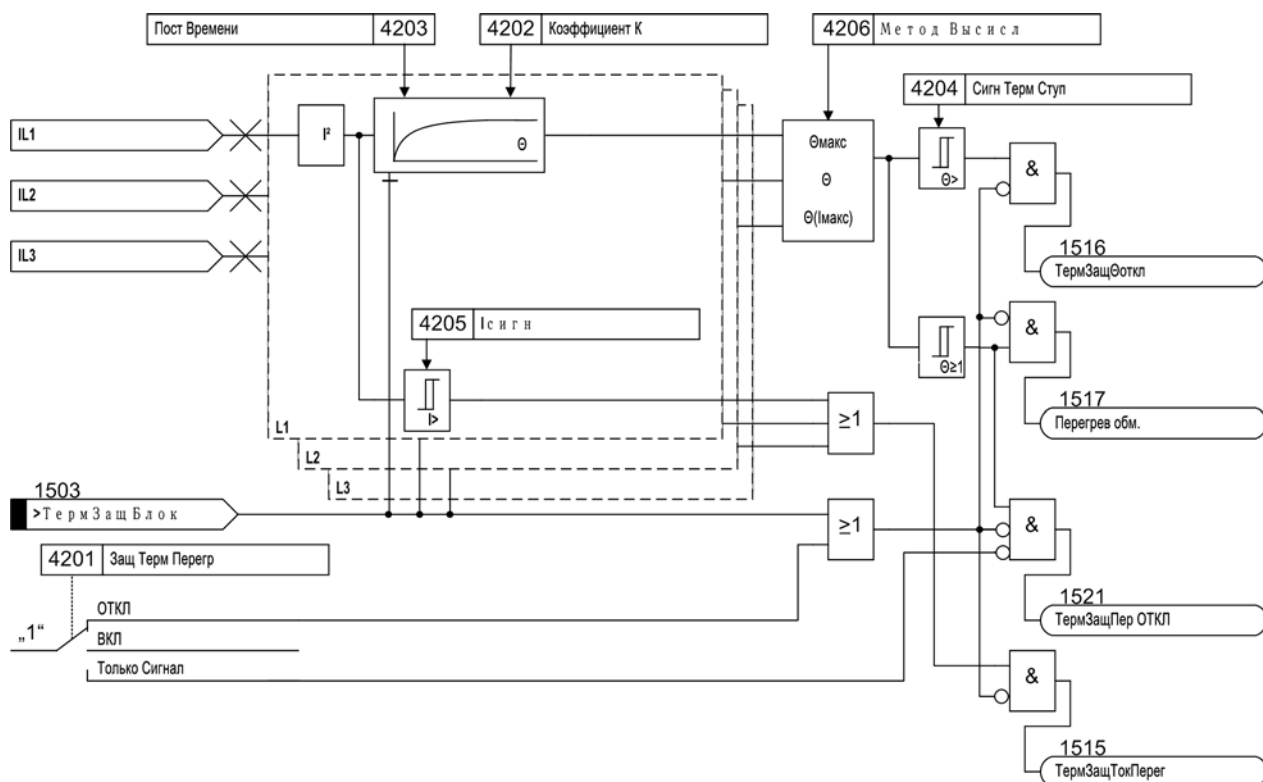 Пост Времени 4203
4202 Коэффициент К
4206 Метод Высисл
4204 Сигн Терм Ступ
IL1
I²
Θ
Θмакс
Θ
Θ(Iмакс)
Θ>
&
IL2
IL3
1516
ТермЗащΘоткл
4205 Iсигн
I>
Θ≥1
&
1517
Перегрев обм.
L1
L2
L3
≥1
1503
>ТермЗащБлок
≥1
&
4201 Защ Терм Перегр
„1“
ОТКЛ
ВКЛ
Только Сигнал
1521
ТермЗащПер ОТКЛ
&
1515
ТермЗащТокПерег